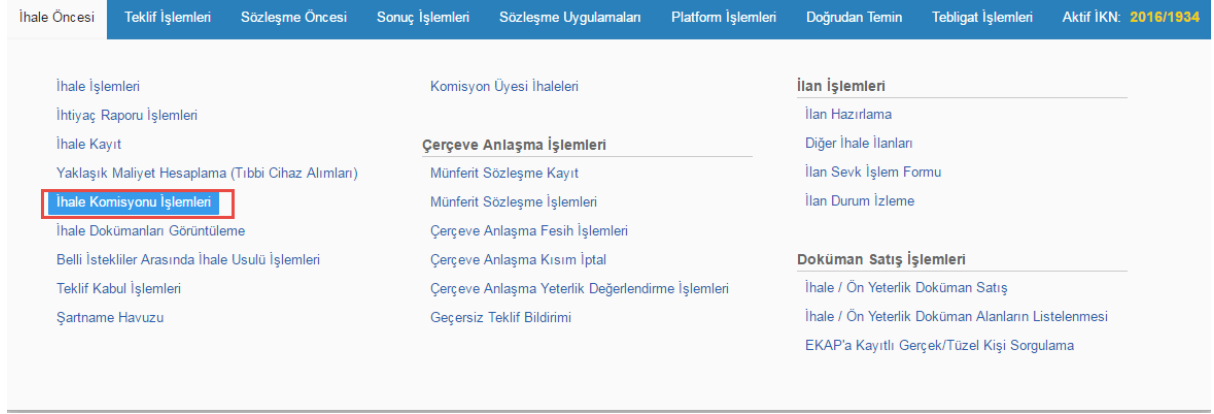 İhale Öncesi Teklif İşlemleri Sözleşme Öncesi Sonuç İşlemleri Sözleşme Uygulamaları Platform İşlemleri Doğrudan Temin Tebligat İşlemleri Aktif İKN: 2016/1934
İhale İşlemleri
İhtiyaç Raporu İşlemleri
İhale Kayıt
Yaklaşık Maliyet Hesaplama (Tıbbi Cihaz Alımları)
İhale Komisyonu İşlemleri
İhale Dokümanları Görüntüleme
Belli İstekliler Arasında İhale Usulü İşlemleri
Teklif Kabul İşlemleri
Şartname Havuzu
Komisyon Üyesi İhaleleri
Çerçeve Anlaşma İşlemleri
Münferit Sözleşme Kayıt
Münferit Sözleşme İşlemleri
Çerçeve Anlaşma Fesih İşlemleri
Çerçeve Anlaşma Kısım İptal
Çerçeve Anlaşma Yeterlik Değerlendirme İşlemleri
Geçersiz Teklif Bildirimi
İlan İşlemleri
İlan Hazırlama
Diğer İhale İlanları
İlan Sevk İşlem Formu
İlan Durum İzleme
Doküman Satış İşlemleri
İhale / Ön Yeterlik Doküman Satış
İhale / Ön Yeterlik Doküman Alanların Listelenmesi
EKAP'a Kayıtlı Gerçek/Tüzel Kişi Sorgulama